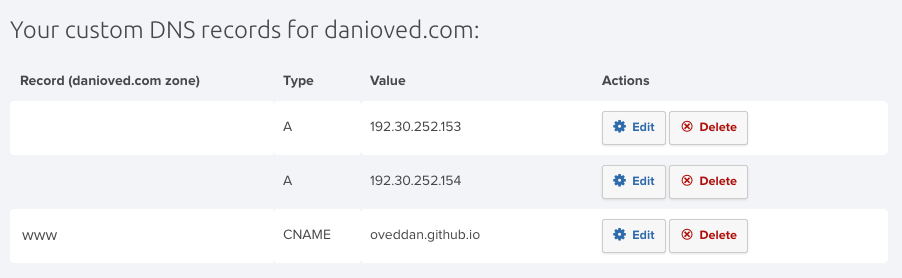 Your custom DNS records for danioved.com:
Record (danioved.com zone) Type Value Actions
A 192.30.252.153 Edit Delete
A 192.30.252.154 Edit Delete
www CNAME oveddan.github.io Edit Delete